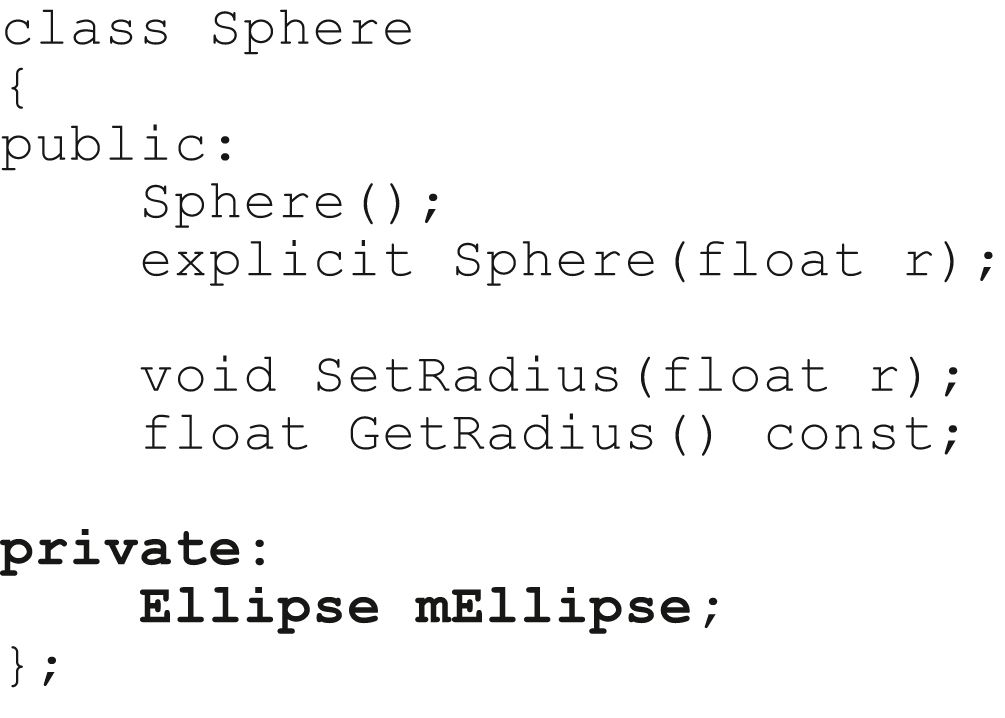 class Sphere
{
public:
    Sphere();
    explicit Sphere(float r);

    void SetRadius(float r);
    float GetRadius() const;

private:
    Ellipse mEllipse;
};